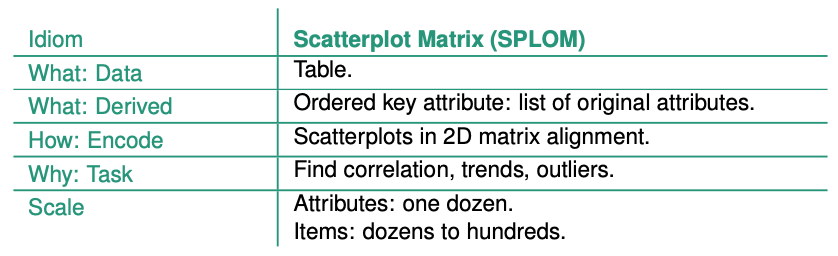 Idiom Scatterplot Matrix (SPLOM)
What: Data Table.
What: Derived Ordered key attribute: list of original attributes.
How: Encode Scatterplots in 2D matrix alignment.
Why: Task Find correlation, trends, outliers.
Scale Attributes: one dozen.
Items: dozens to hundreds.